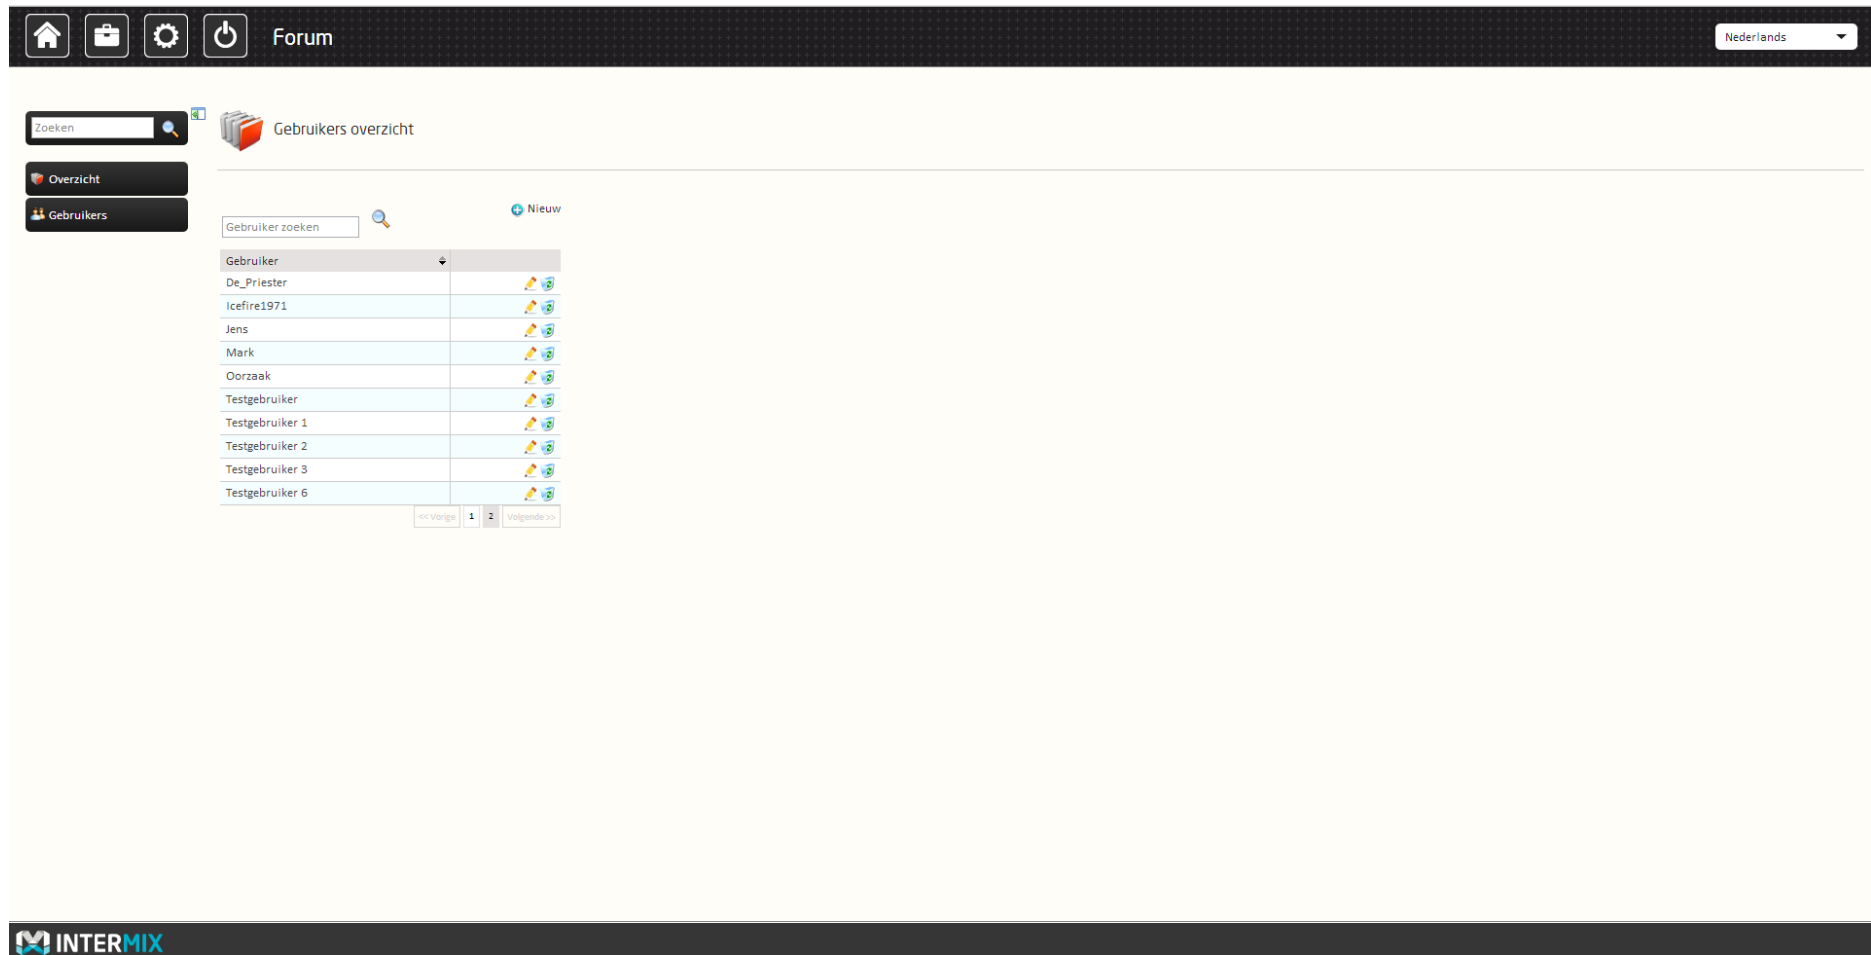 Forum
Nederlands
Zoeken
Gebruikers overzicht
Overzicht
Gebruikers
Nieuw
Gebruiker zoeken
Gebruiker
De_Priester
Icefire1971
Jens
Mark
Oorzaak
Testgebruiker
Testgebruiker 1
Testgebruiker 2
Testgebruiker 3
Testgebruiker 6
<< Vorige 1 2 Volgende >>
INTERMIX